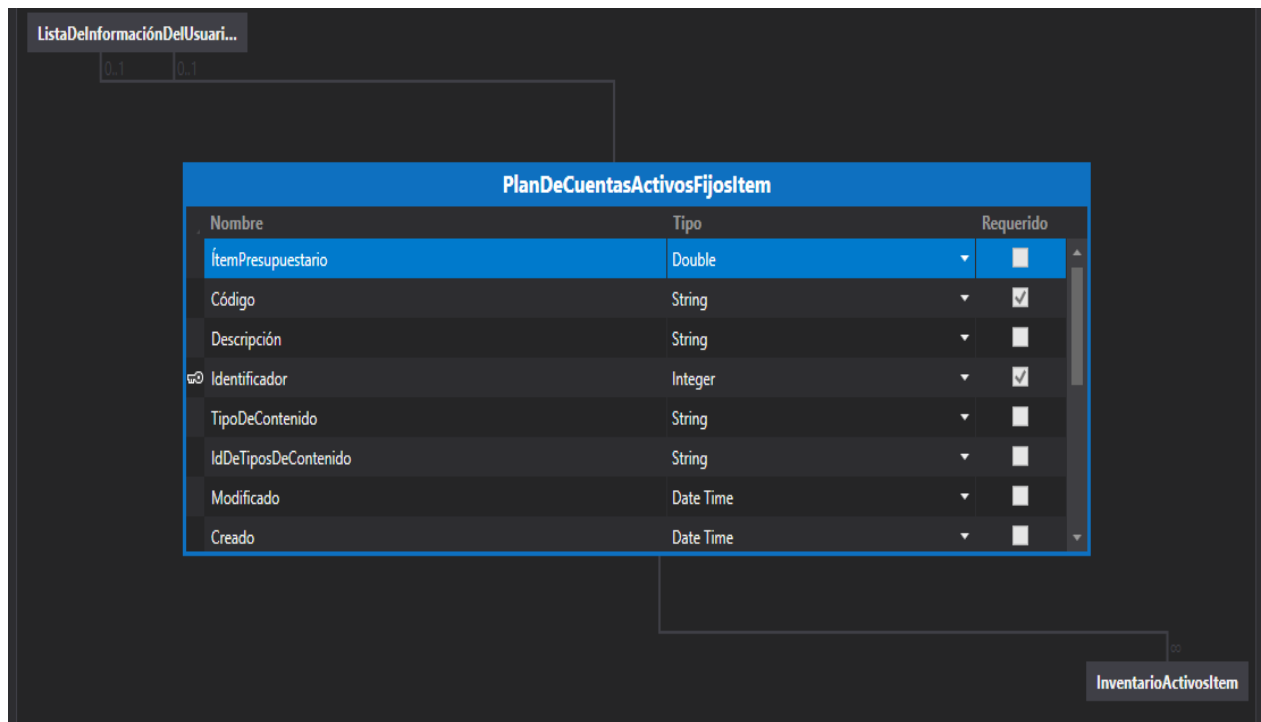 ListaDeInformaciónDelUsuari...
0..1 0..1
PlanDeCuentasActivosFijosItem
Nombre Tipo Requerido
ÍtemPresupuestario Double
Código String
Descripción String
Identificador Integer
TipoDeContenido String
IdDeTiposDeContenido String
Modificado Date Time
Creado Date Time
∞
InventarioActivosItem